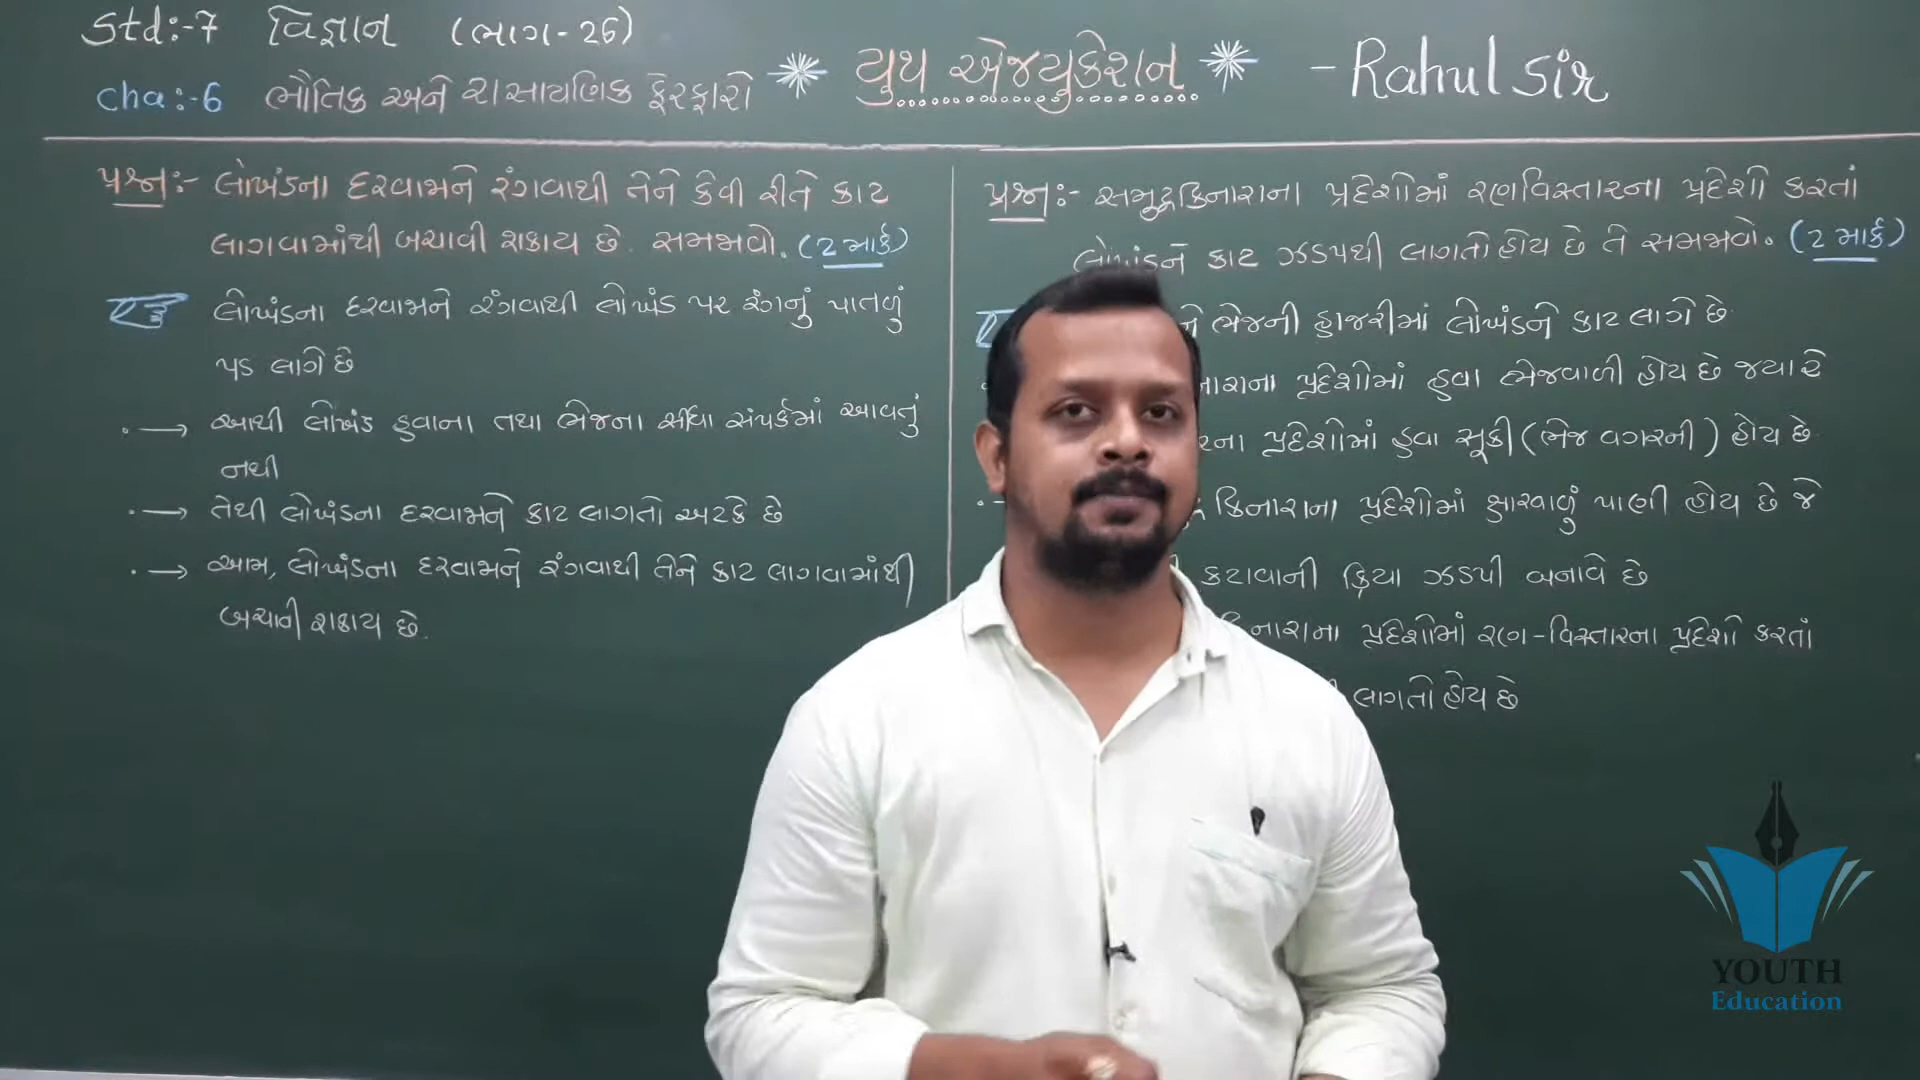 Std:-7 વિજ્ઞાન (ભાગ-26)
cha:-6 ભૌતિક અને રાસાયણિક ફેરફારો
યુથ એજ્યુકેશન
- Rahul Sir
પ્રશ્ન:- લોખંડના દરવાજાને રંગવાથી તેને કેવી રીતે કાટ
લાગવામાંથી બચાવી શકાય છે. સમજાવો. (2 માર્ક)
લોખંડના દરવાજાને રંગવાથી લોખંડ પર રંગનું પાતળું
પડ લાગે છે
આથી લોખંડ હવાના તથા ભેજના સીધા સંપર્કમાં આવતું
નથી
તેથી લોખંડના દરવાજાને કાટ લાગતો અટકે છે
આમ, લોખંડના દરવાજાને રંગવાથી તેને કાટ લાગવામાંથી
બચાવી શકાય છે.
પ્રશ્ન:- સમુદ્રકિનારાના પ્રદેશોમાં રણવિસ્તારના પ્રદેશો કરતાં
લોખંડને કાટ ઝડપથી લાગતો હોય છે તે સમજાવો. (2 માર્ક)
ને ભેજની હાજરીમાં લોખંડને કાટ લાગે છે
નારાના પ્રદેશોમાં હવા ભેજવાળી હોય છે જ્યારે
રના પ્રદેશોમાં હવા સૂકી (ભેજ વગરની) હોય છે
કિનારાના પ્રદેશોમાં ક્ષારવાળું પાણી હોય છે જે
કટાવાની ક્રિયા ઝડપી બનાવે છે
કિનારાના પ્રદેશોમાં રણ-વિસ્તારના પ્રદેશો કરતાં
લાગતો હોય છે
YOUTH
Education